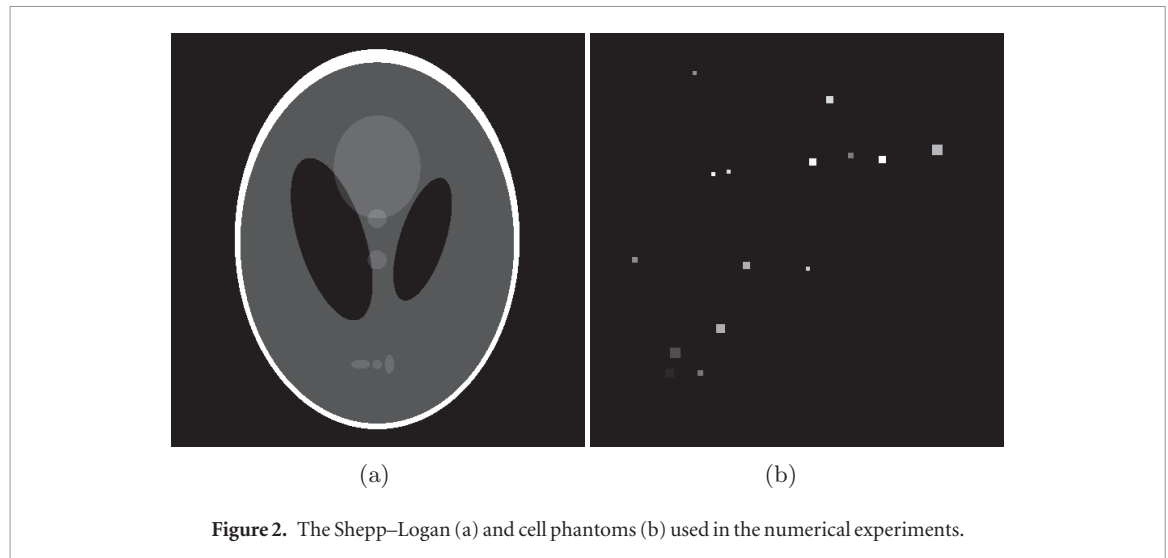 (a)
(b)
Figure 2. The Shepp–Logan (a) and cell phantoms (b) used in the numerical experiments.